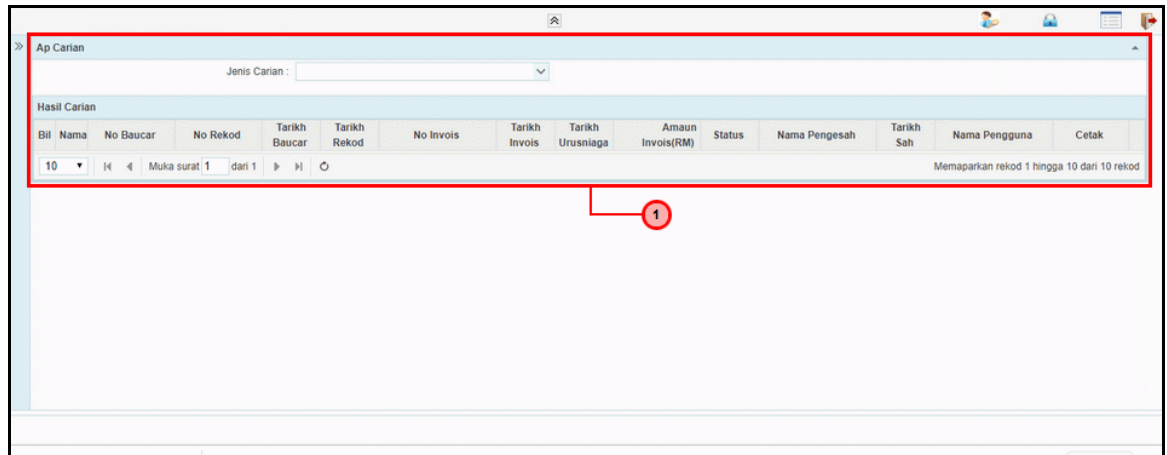 Ap Carian
Jenis Carian :
Hasil Carian
Bil Nama No Baucar No Rekod Tarikh Baucar Tarikh Rekod No Invois Tarikh Invois Tarikh Urusniaga Amaun Invois(RM) Status Nama Pengesah Tarikh Sah Nama Pengguna Cetak
10 Muka surat 1 dari 1 Memaparkan rekod 1 hingga 10 dari 10 rekod
1